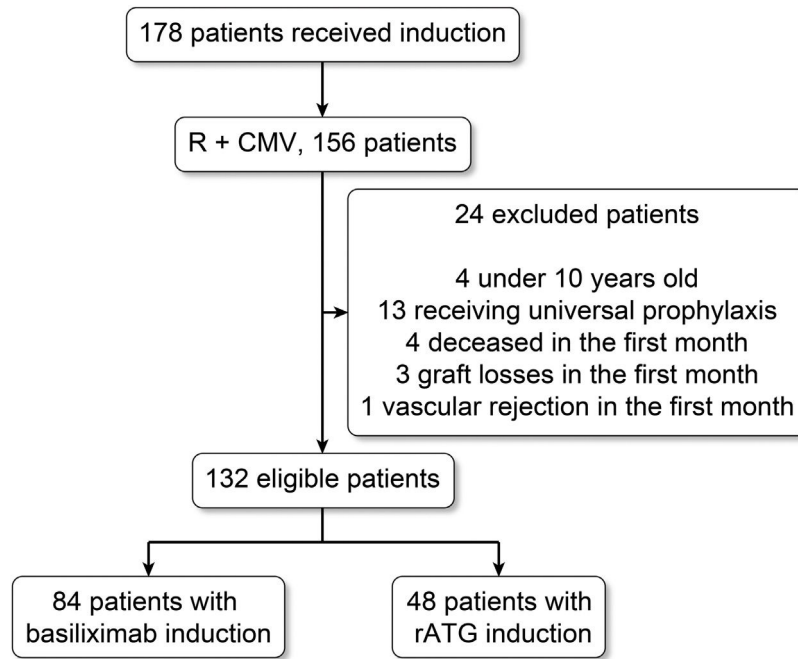 178 patients received induction
R + CMV, 156 patients
24 excluded patients
4 under 10 years old
13 receiving universal prophylaxis
4 deceased in the first month
3 graft losses in the first month
1 vascular rejection in the first month
132 eligible patients
84 patients with
basiliximab induction
48 patients with
rATG induction